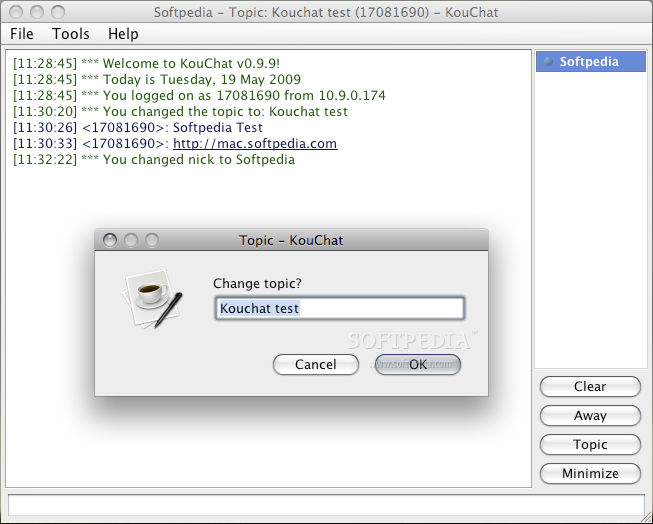 Softpedia – Topic: Kouchat test (17081690) – KouChat
File Tools Help
[11:28:45] *** Welcome to KouChat v0.9.9!
[11:28:45] *** Today is Tuesday, 19 May 2009
[11:28:45] *** You logged on as 17081690 from 10.9.0.174
[11:30:20] *** You changed the topic to: Kouchat test
[11:30:26] <17081690>: Softpedia Test
[11:30:33] <17081690>: http://mac.softpedia.com
[11:32:22] *** You changed nick to Softpedia
Softpedia
Topic – KouChat
Change topic?
Kouchat test
SOFTPEDIA™
www.softpedia.com
Cancel
OK
Clear
Away
Topic
Minimize